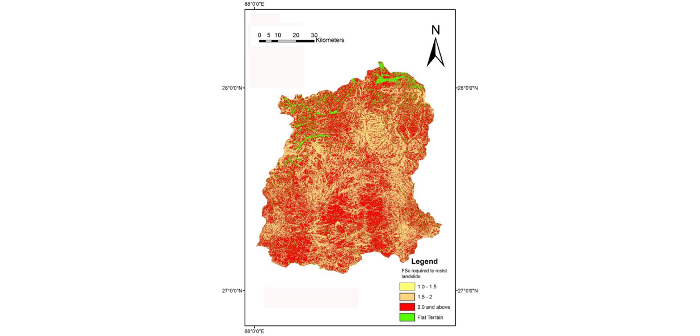 88°0'0"E
N
0 5 10 20 30
Kilometers
28°0'0"N 28°0'0"N
Legend
FSs required to resist
landslide
1.0 - 1.5
1.5 - 2
2.0 and above
Flat Terrain
27°0'0"N 27°0'0"N
88°0'0"E